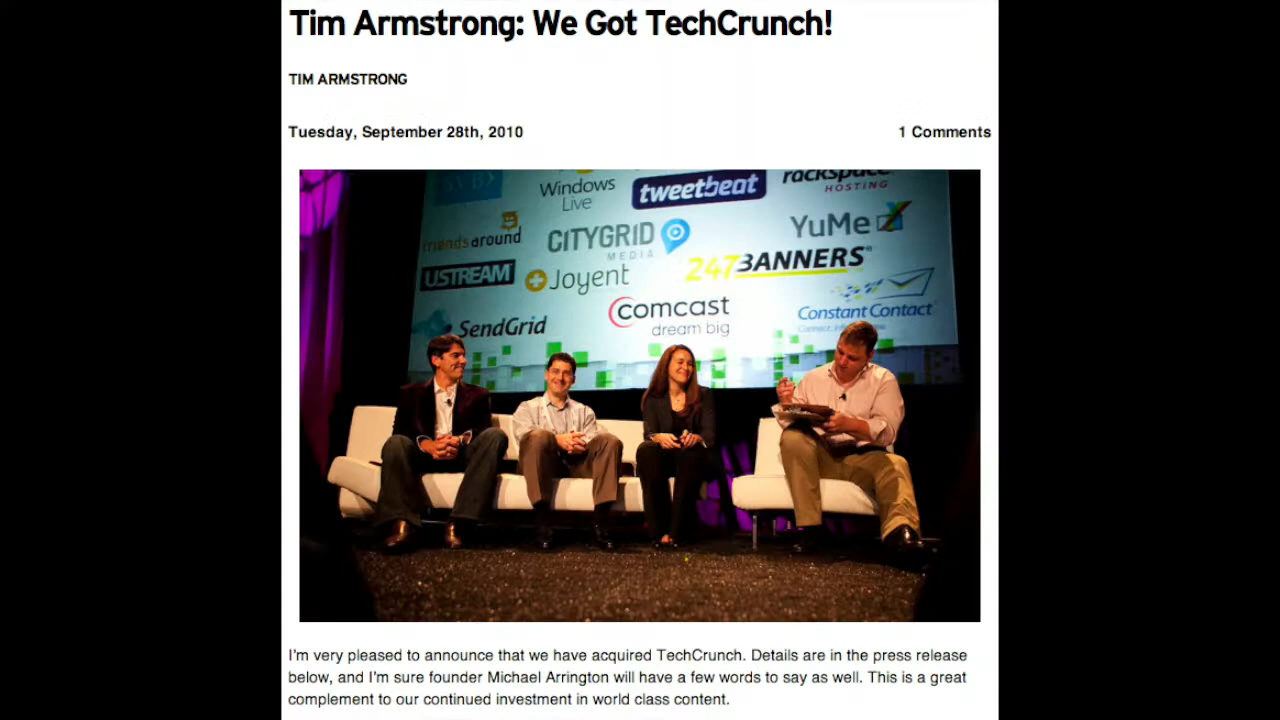 Tim Armstrong: We Got TechCrunch!
TIM ARMSTRONG
Tuesday, September 28th, 2010
1 Comments
Windows Live
tweetbeat
rackspace
HOSTING
friendsaround
CITYGRID
MEDIA
YuMe
USTREAM
Joyent
247BANNERS
comcast
dream big
Constant Contact
SendGrid
I'm very pleased to announce that we have acquired TechCrunch. Details are in the press release
below, and I'm sure founder Michael Arrington will have a few words to say as well. This is a great
complement to our continued investment in world class content.